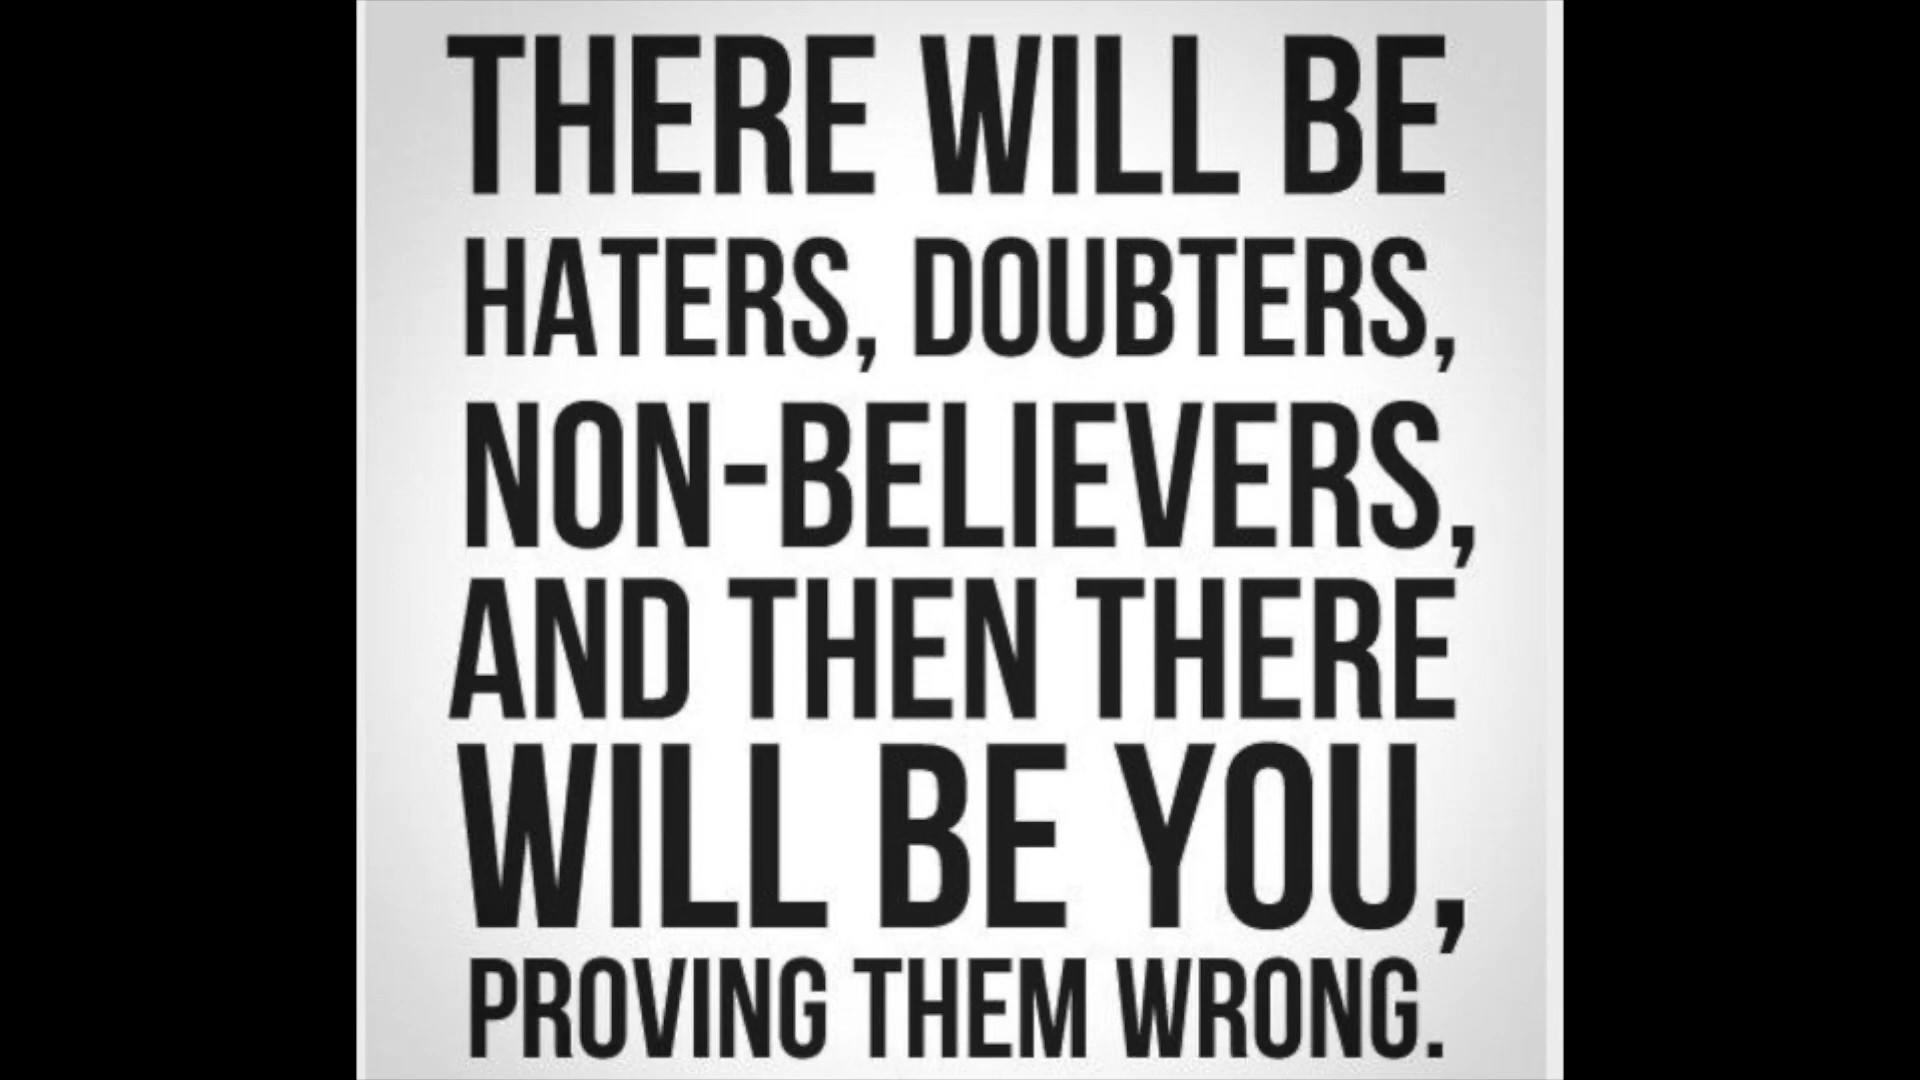 THERE WILL BE
HATERS, DOUBTERS,
NON-BELIEVERS,
AND THEN THERE
WILL BE YOU,
PROVING THEM WRONG.